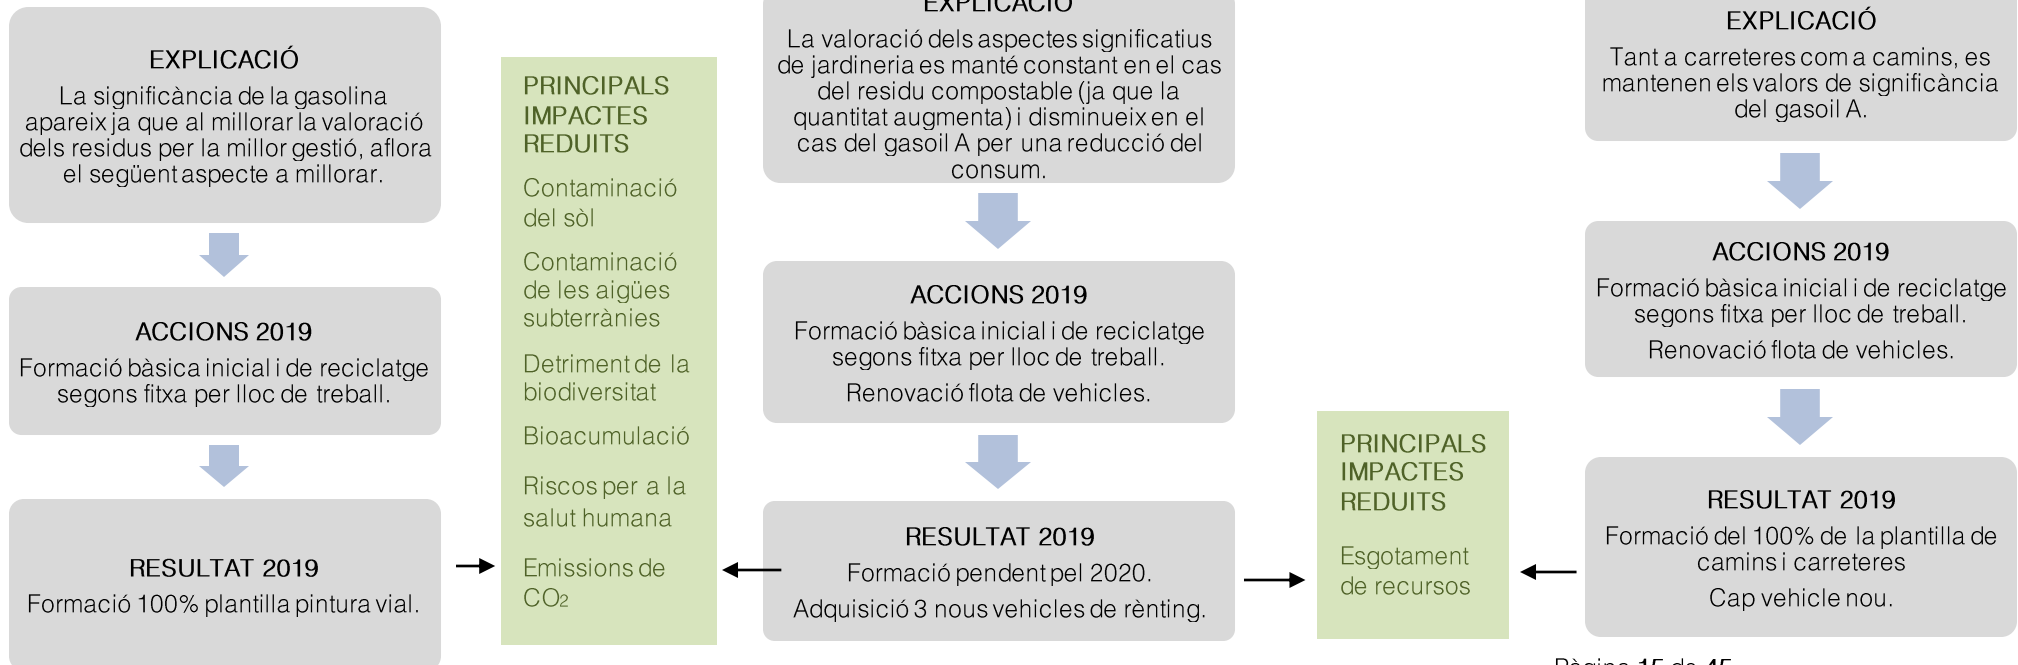 EXPLICACIÓ
La significància de la gasolina
apareix ja que al millorar la valoració
dels residus per la millor gestió, aflora
el següent aspecte a millorar.
ACCIONS 2019
Formació bàsica inicial i de reciclatge
segons fitxa per lloc de treball.
RESULTAT 2019
Formació 100% plantilla pintura vial.
PRINCIPALS
IMPACTES
REDUITS
Contaminació
del sòl
Contaminació
de les aigües
subterrànies
Detriment de la
biodiversitat
Bioacumulació
Riscos per a la
salut humana
Emissions de
CO2
EXPLICACIÓ
La valoració dels aspectes significatius
de jardineria es manté constant en el cas
del residu compostable (ja que la
quantitat augmenta) i disminueix en el
cas del gasoil A per una reducció del
consum.
ACCIONS 2019
Formació bàsica inicial i de reciclatge
segons fitxa per lloc de treball.
Renovació flota de vehicles.
RESULTAT 2019
Formació pendent pel 2020.
Adquisició 3 nous vehicles de rènting.
PRINCIPALS
IMPACTES
REDUITS
Esgotament
de recursos
EXPLICACIÓ
Tant a carreteres com a camins, es
mantenen els valors de significància
del gasoil A.
ACCIONS 2019
Formació bàsica inicial i de reciclatge
segons fitxa per lloc de treball.
Renovació flota de vehicles.
RESULTAT 2019
Formació del 100% de la plantilla de
camins i carreteres
Cap vehicle nou.
Pàgina 15 de 45